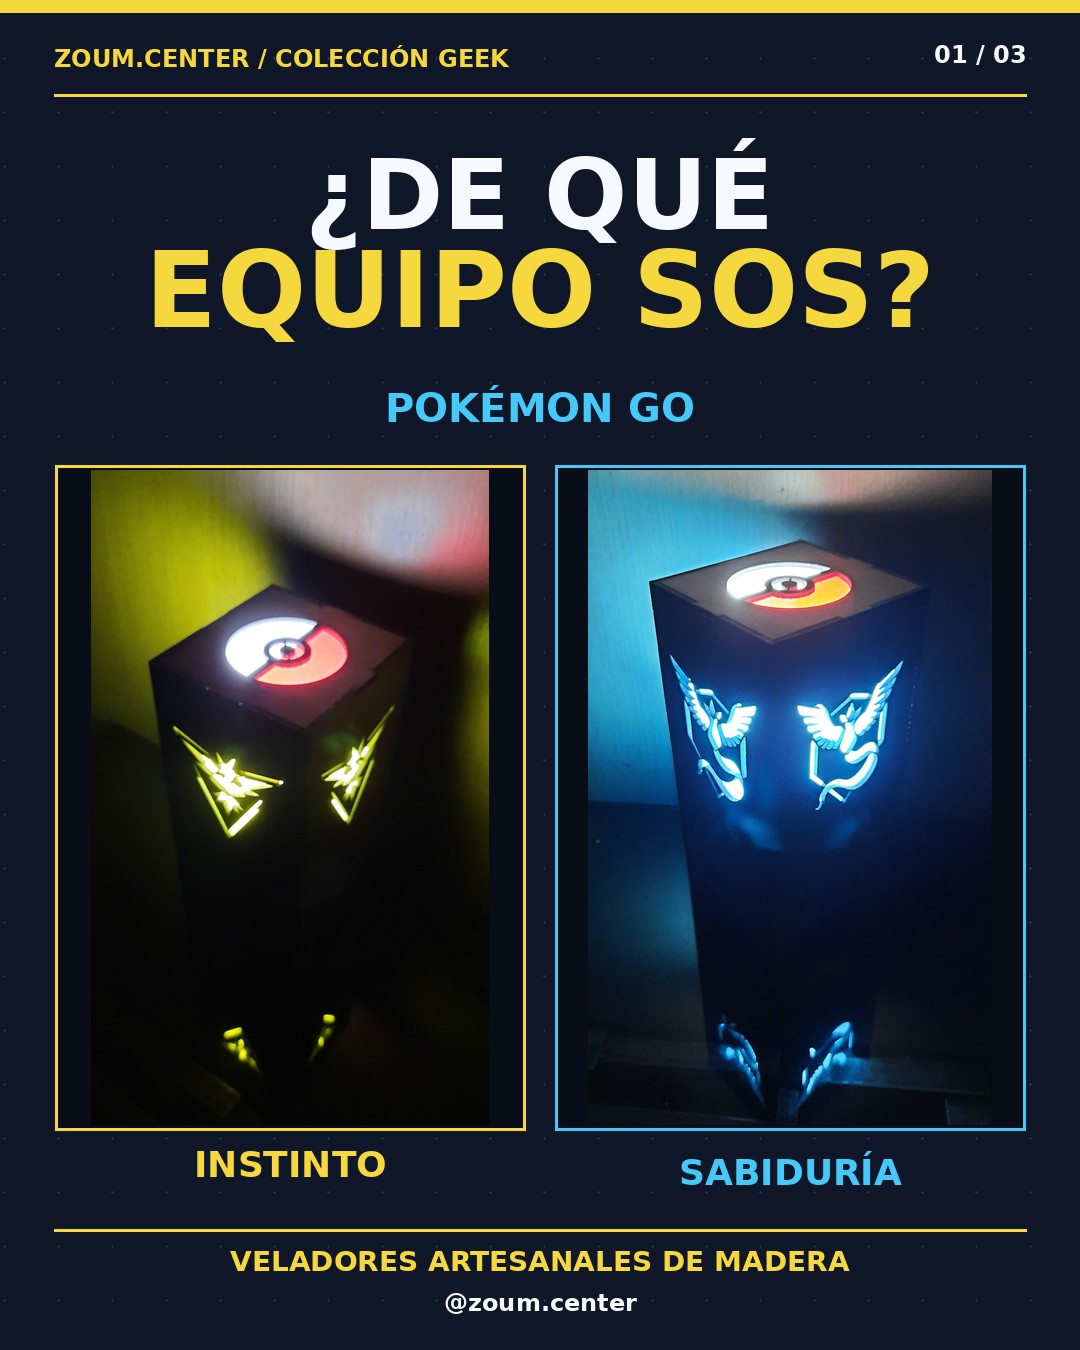 ZOUM.CENTER / COLECCIÓN GEEK
01 / 03
¿DE QUÉ
EQUIPO SOS?
POKÉMON GO
INSTINTO
SABIDURÍA
VELADORES ARTESANALES DE MADERA
@zoum.center